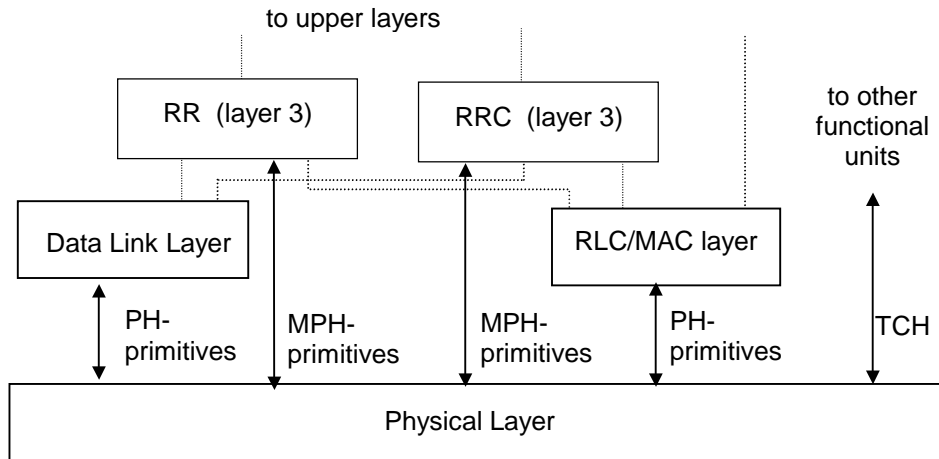 to upper layers
RR (layer 3)
RRC (layer 3)
to other
functional
units
Data Link Layer
RLC/MAC layer
PH-
primitives
MPH-
primitives
MPH-
primitives
PH-
primitives
TCH
Physical Layer